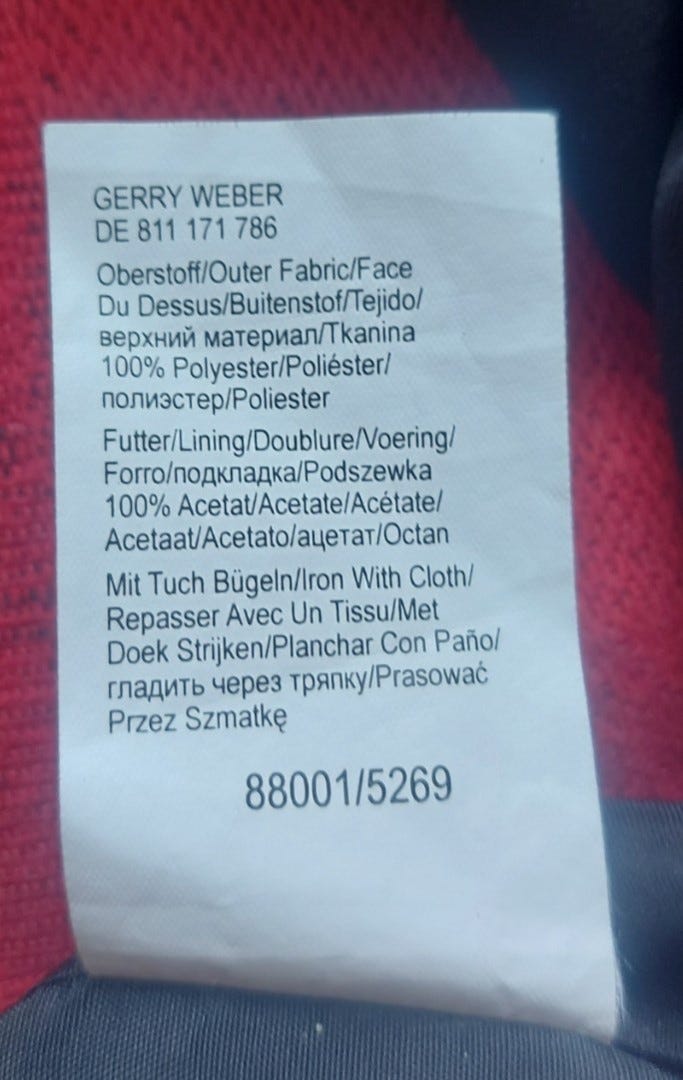 GERRY WEBER
DE 811 171 786
Oberstoff/Outer Fabric/Face
Du Dessus/Buitenstof/Tejido/
верхний материал/Tkanina
100% Polyester/Poliéster/
полиэстер/Poliester
Futter/Lining/Doublure/Voering/
Forro/подкладка/Podszewka
100% Acetat/Acetate/Acétate/
Acetaat/Acetato/ацетат/Octan
Mit Tuch Bügeln/Iron With Cloth/
Repasser Avec Un Tissu/Met
Doek Strijken/Planchar Con Paño/
гладить через тряпку/Prasować
Przez Szmatkę
88001/5269